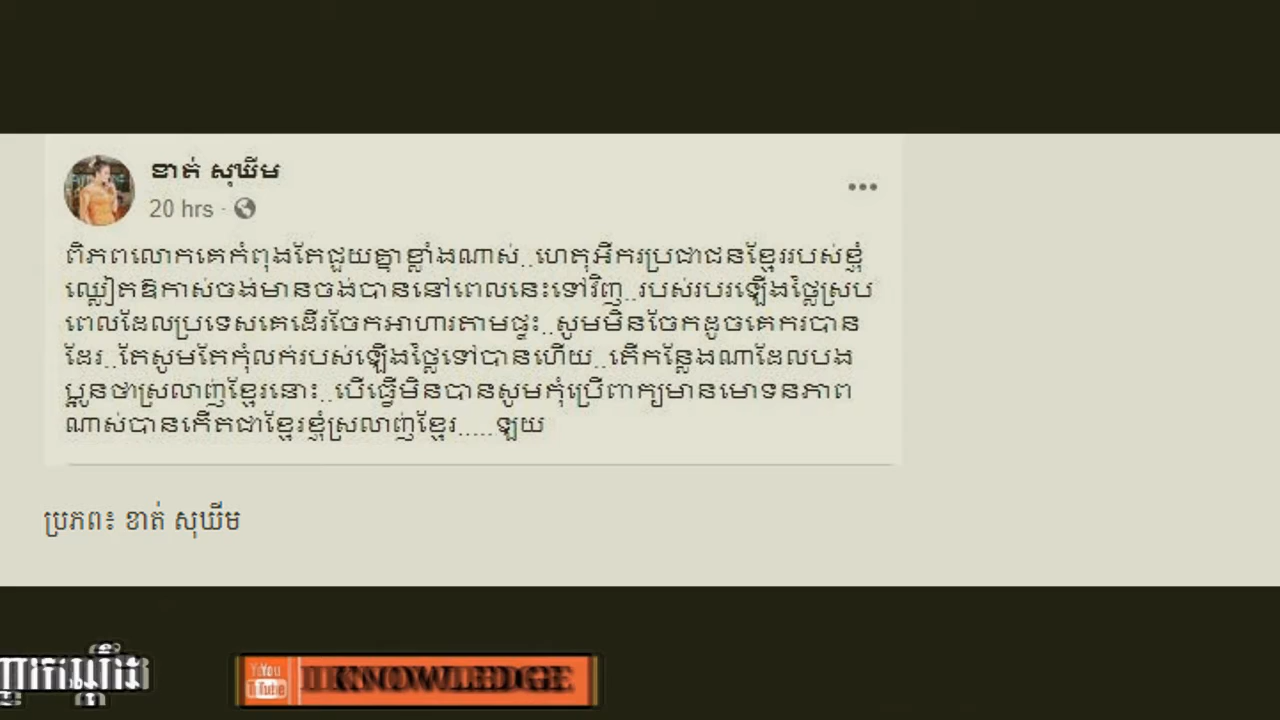 ខាត់ សុឃីម
20 hrs ·
ពិភពលោកគេកំពុងតែជួយគ្នាខ្លាំងណាស់..ហេតុអីករប្រជាជនខ្មែររបស់ខ្ញុំ
ឈ្លៀតឱកាស់ចង់មានចង់បាននៅពេលនេះទៅវិញ..របស់របរឡើងថ្លៃស្រប
ពេលដែលប្រទេសគេដើរចែកអាហារតាមផ្ទះ..សូមមិនចែកដូចគេករបាន
ដែរ..តែសូមតែកុំលក់របស់ឡើងថ្លៃទៅបានហើយ..តើកន្លែងណាដែលបង
ប្អូនថាស្រលាញ់ខ្មែរនោះ..បើធ្វើមិនបានសូមកុំប្រើពាក្យមានមោទនភាព
ណាស់បានកើតជាខ្មែរខ្ញុំស្រលាញ់ខ្មែរ.....ឡូយ
ប្រភព៖ ខាត់ សុឃីម
You Tube KNOWLEDGE